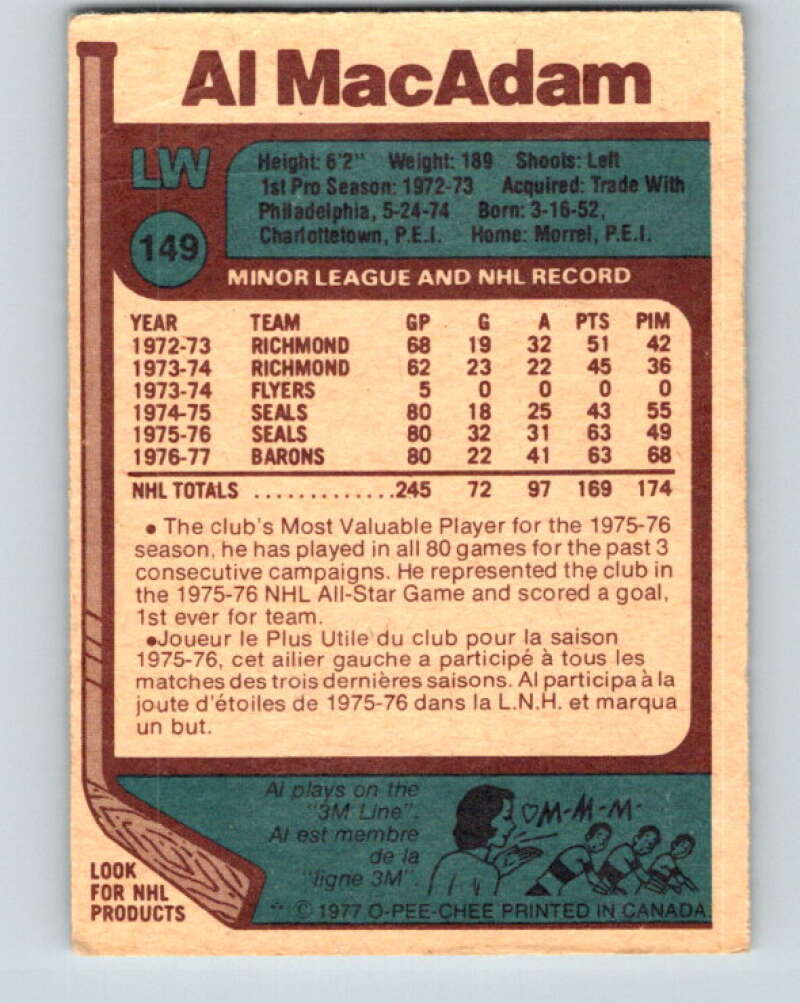 Al MacAdam
LW
149
Height: 6'2" Weight: 189 Shoots: Left
1st Pro Season: 1972-73 Acquired: Trade With
Philadelphia, 5-24-74 Born: 3-16-52,
Charlottetown, P.E.I. Home: Morrel, P.E.I.
MINOR LEAGUE AND NHL RECORD
YEAR TEAM GP G A PTS PIM
1972-73 RICHMOND 68 19 32 51 42
1973-74 RICHMOND 62 23 22 45 36
1973-74 FLYERS 5 0 0 0 0
1974-75 SEALS 80 18 25 43 55
1975-76 SEALS 80 32 31 63 49
1976-77 BARONS 80 22 41 63 68
NHL TOTALS .............245 72 97 169 174
• The club's Most Valuable Player for the 1975-76
season, he has played in all 80 games for the past 3
consecutive campaigns. He represented the club in
the 1975-76 NHL All-Star Game and scored a goal,
1st ever for team.
•Joueur le Plus Utile du club pour la saison
1975-76, cet ailier gauche a participé à tous les
matches des trois dernières saisons. Al participa à la
joute d'étoiles de 1975-76 dans la L.N.H. et marqua
un but.
Al plays on the
"3M Line".
Al est membre
de la
"ligne 3M".
♡M-M-M-
LOOK
FOR NHL
PRODUCTS
** © 1977 O-PEE-CHEE PRINTED IN CANADA